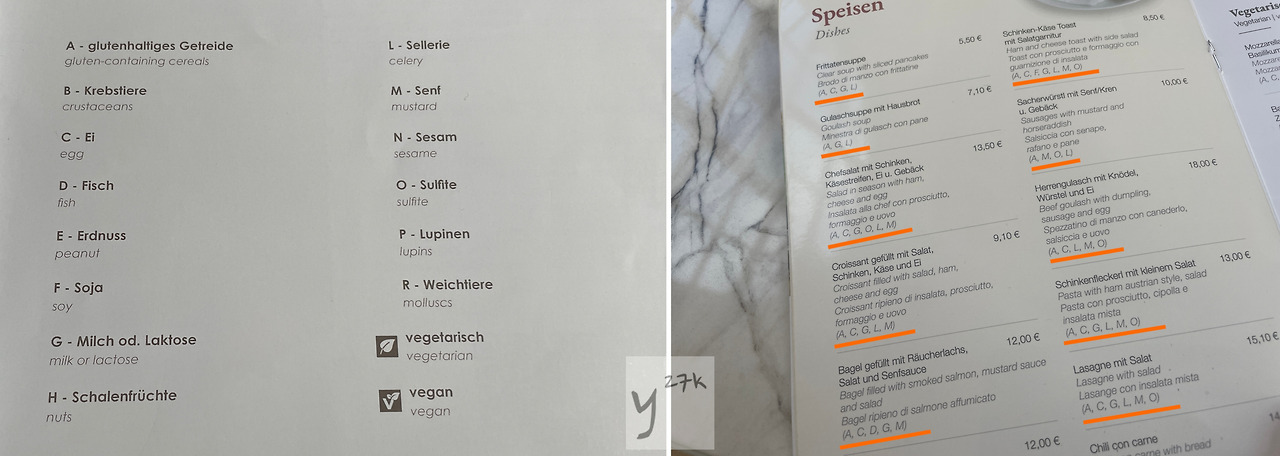 A - glutenhaltiges Getreide
gluten-containing cereals
B - Krebstiere
crustaceans
C - Ei
egg
D - Fisch
fish
E - Erdnuss
peanut
F - Soja
soy
G - Milch od. Laktose
milk or lactose
H - Schalenfrüchte
nuts
L - Sellerie
celery
M - Senf
mustard
N - Sesam
sesame
O - Sulfite
sulfite
P - Lupinen
lupins
R - Weichtiere
molluscs
vegetarisch
vegetarian
vegan
vegan
y27k
Speisen
Dishes
Frittatensuppe 5,50 €
Clear soup with sliced pancakes
Brodo di manzo con frittatine
(A, C, G, L)
Gulaschsuppe mit Hausbrot 7,10 €
Goulash soup
Minestra di gulasch con pane
(A, G, L)
Chefsalat mit Schinken, 13,50 €
Käsestreifen, Ei u. Gebäck
Salad in season with ham,
cheese and egg
Insalata alla chef con prosciutto,
formaggio e uovo
(A, C, G, O, L, M)
Croissant gefüllt mit Salat, 9,10 €
Schinken, Käse und Ei
Croissant filled with salad, ham,
cheese and egg
Croissant ripieno di insalata, prosciutto,
formaggio e uovo
(A, C, G, L, M)
Bagel gefüllt mit Räucherlachs, 12,00 €
Salat und Senfsauce
Bagel filled with smoked salmon, mustard sauce
and salad
Bagel ripieno di salmone affumicato
(A, C, D, G, M)
12,00 €
Schinken-Käse Toast 8,50 €
mit Salatgarnitur
Ham and cheese toast with side salad
Toast con prosciutto e formaggio con
guarnizione di insalata
(A, C, F, G, L, M, O)
Sacherwürstl mit Senf/Kren 10,00 €
u. Gebäck
Sausages with mustard and
horseraddish
Salsiccia con senape,
rafano e pane
(A, M, O, L)
Herrengulasch mit Knödel, 18,00 €
Würstel und Ei
Beef goulash with dumpling,
sausage and egg
Spezzatino di manzo con canederlo,
salsiccia e uovo
(A, C, L, M, O)
Schinkenfleckerl mit kleinem Salat 13,00 €
Pasta with ham austrian style, salad
Pasta con prosciutto, cipolla e
insalata mista
(A, C, G, L, M, O)
Lasagne mit Salat 15,10 €
Lasagne with salad
Lasange con insalata mista
(A, C, G, L, M, O)
Chili con carne
carne with bread
Vegetarian